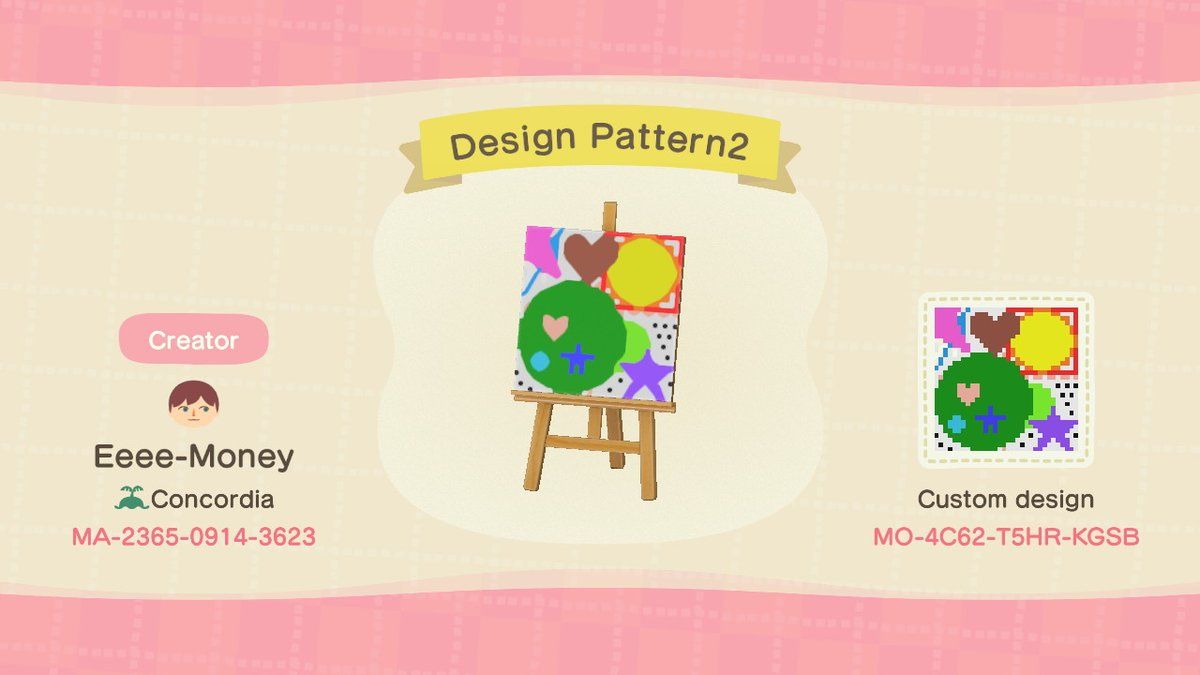 Design Pattern2
Creator
Eeee-Money
Concordia
MA-2365-0914-3623
Custom design
MO-4C62-T5HR-KGSB